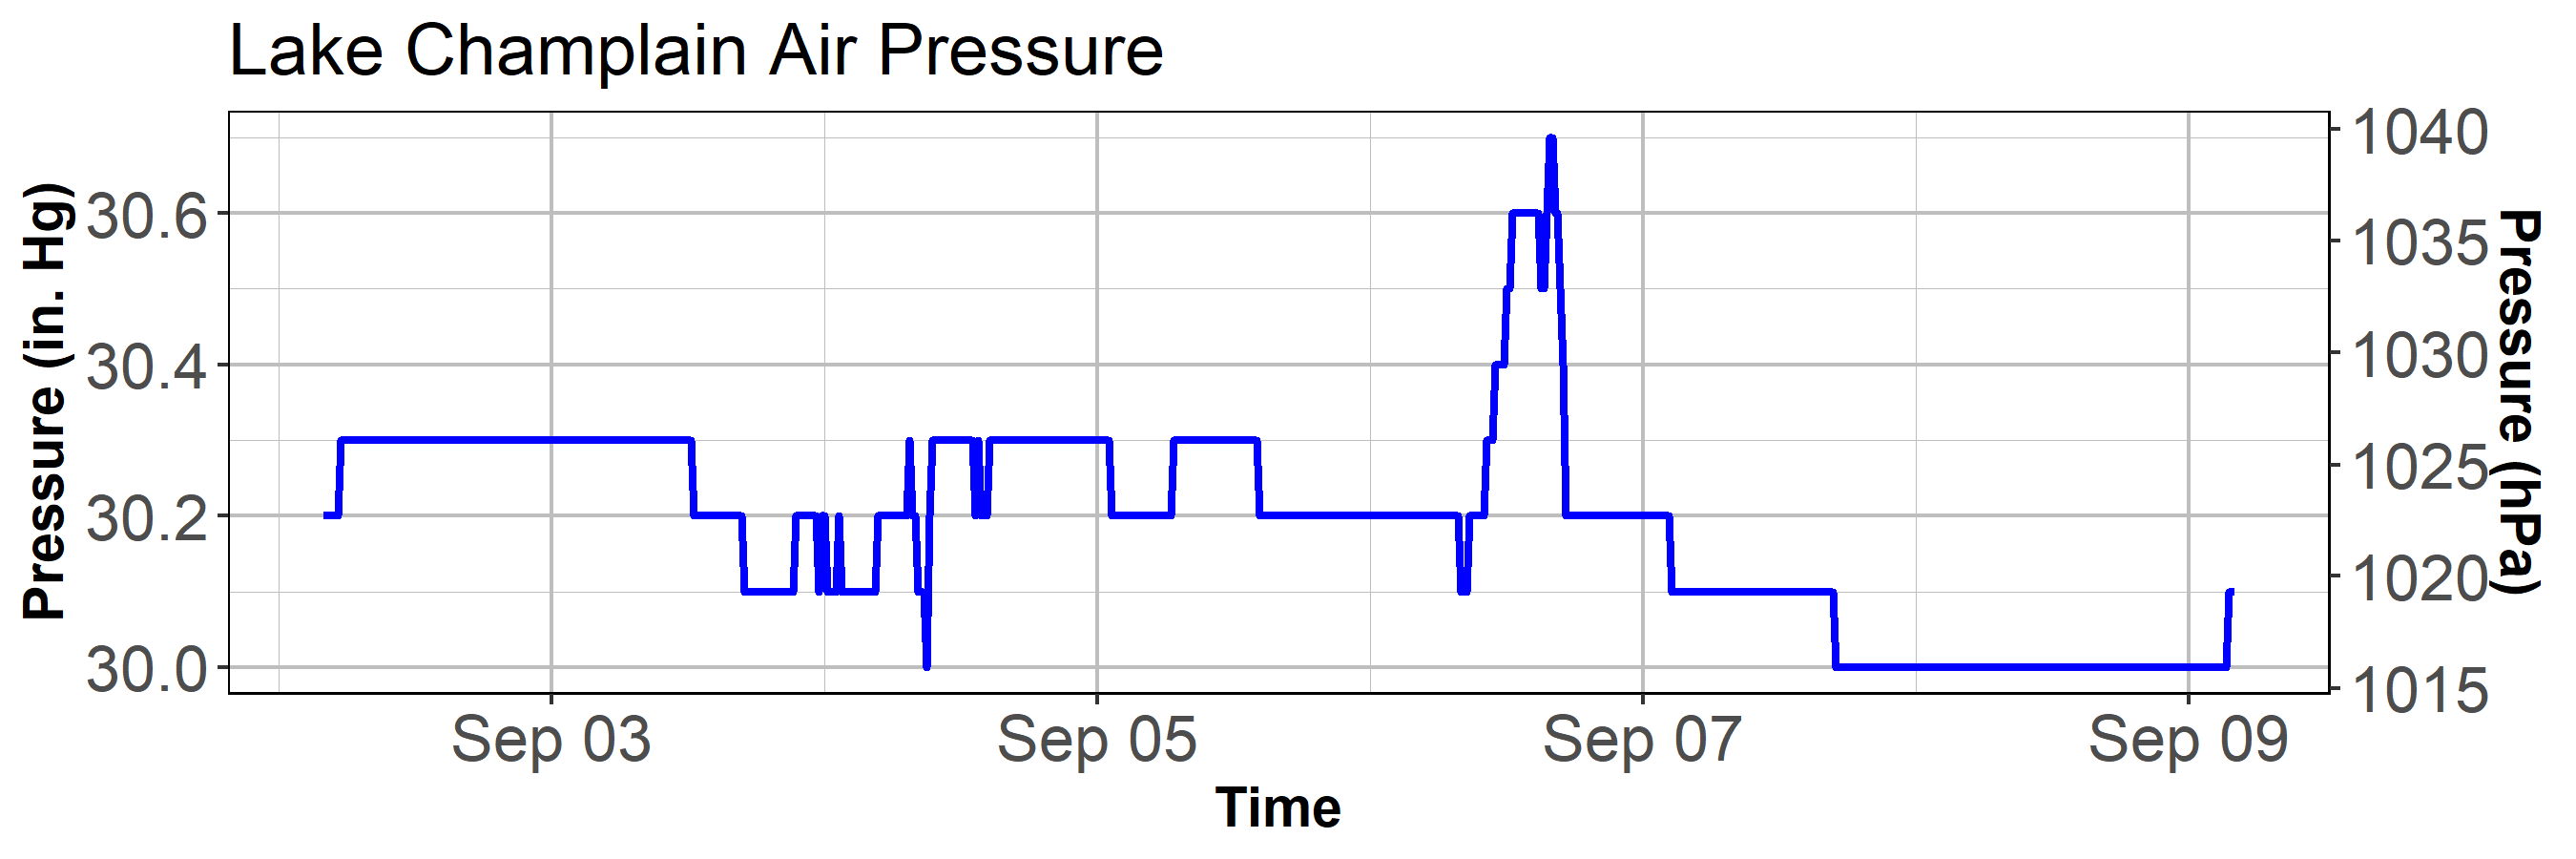 Lake Champlain Air Pressure
Pressure (in. Hg)
30.6
30.4
30.2
30.0
1040
1035
1030
1025
1020
1015
Pressure (hPa)
Sep 03 Sep 05 Sep 07 Sep 09
Time